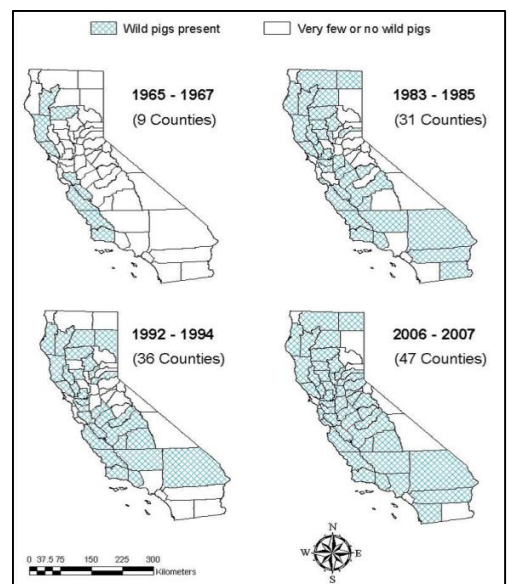 Wild pigs present
Very few or no wild pigs
1965 - 1967
(9 Counties)
1983 - 1985
(31 Counties)
1992 - 1994
(36 Counties)
2006 - 2007
(47 Counties)
0 37.5 75 150 225 300
Kilometers
N
W E
S